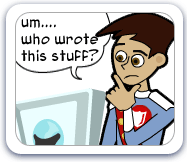 um....
who wrote
this stuff?